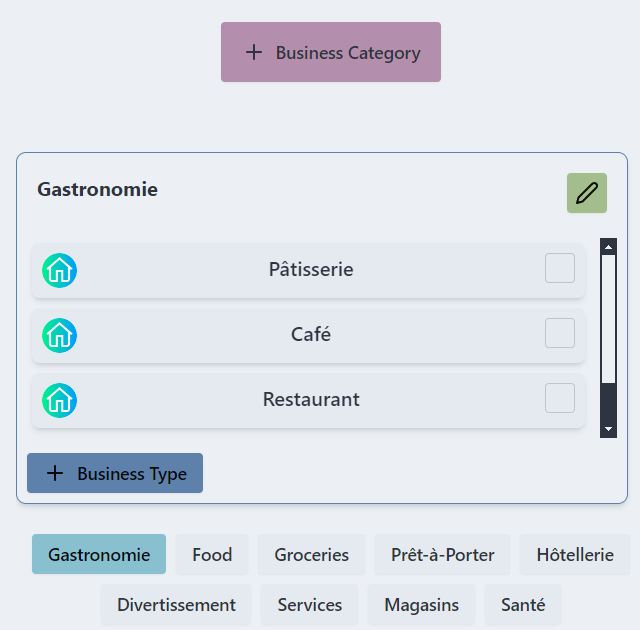 Business Category
Gastronomie
Pâtisserie
Café
Restaurant
Business Type
Gastronomie Food Groceries Prêt-à-Porter Hôtellerie
Divertissement Services Magasins Santé